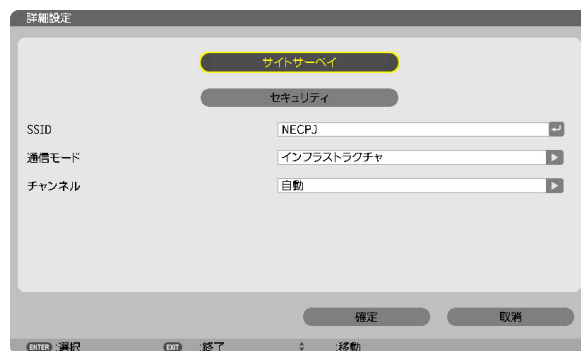 詳細設定
サイトサーベイ
セキュリティ
SSID NECPJ
通信モード インフラストラクチャ
チャンネル 自動
確定 取消
ENTER :選択 EXIT :終了 :移動